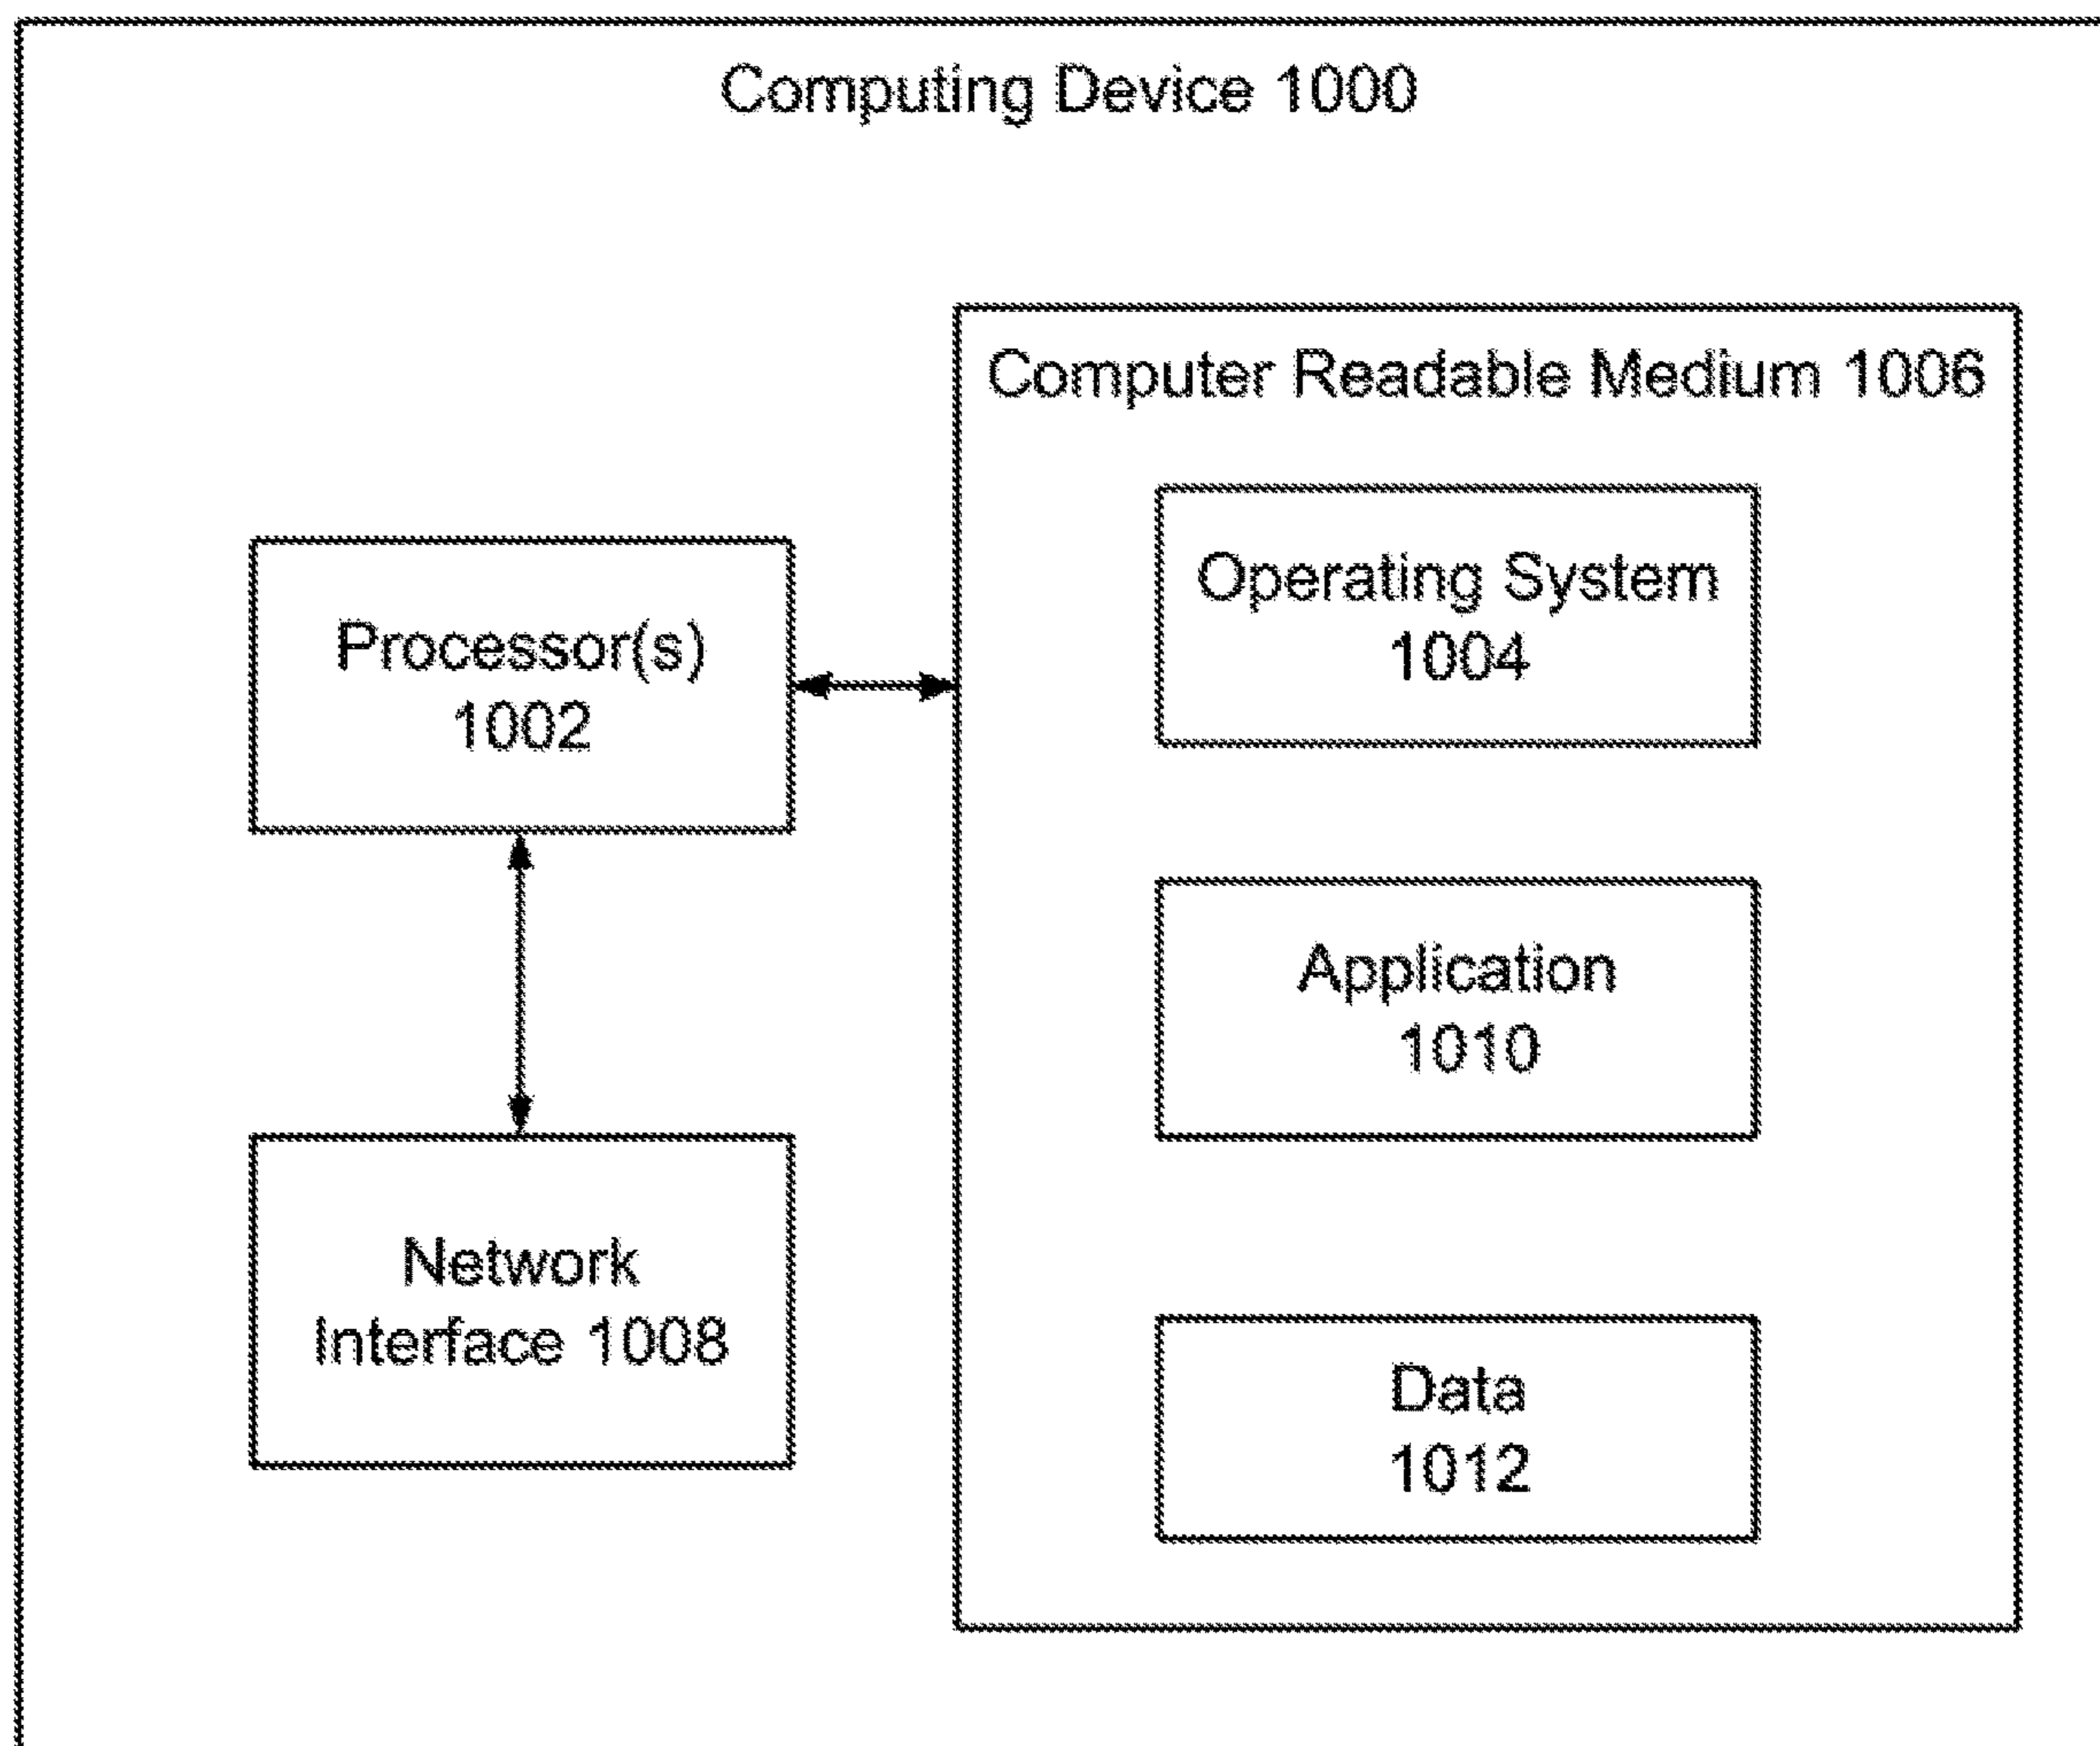 Computing Device 1000
Computer Readable Medium 1006
Operating System
1004
Processor(s)
1002
Application
1010
Network
Interface 1008
Data
1012